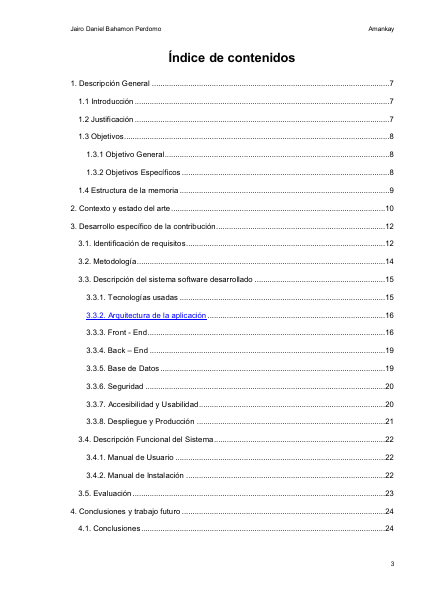 Jairo Daniel Bahamon Perdomo Amankay
Índice de contenidos
1. Descripción General ....................................................................................................7
1.1 Introducción ...........................................................................................................7
1.2 Justificación ...........................................................................................................7
1.3 Objetivos................................................................................................................8
1.3.1 Objetivo General..............................................................................................8
1.3.2 Objetivos Específicos ......................................................................................8
1.4 Estructura de la memoria.......................................................................................9
2. Contexto y estado del arte..........................................................................................10
3. Desarrollo específico de la contribución......................................................................12
3.1. Identificación de requisitos..................................................................................12
3.2. Metodología.........................................................................................................14
3.3. Descripción del sistema software desarrollado ..................................................15
3.3.1. Tecnologías usadas .....................................................................................15
3.3.2. Arquitectura de la aplicación ........................................................................16
3.3.3. Front - End....................................................................................................16
3.3.4. Back – End ...................................................................................................19
3.3.5. Base de Datos..............................................................................................19
3.3.6. Seguridad .....................................................................................................20
3.3.7. Accesibilidad y Usabilidad............................................................................20
3.3.8. Despliegue y Producción .............................................................................21
3.4. Descripción Funcional del Sistema.....................................................................22
3.4.1. Manual de Usuario .......................................................................................22
3.4.2. Manual de Instalación ..................................................................................22
3.5. Evaluación ...........................................................................................................23
4. Conclusiones y trabajo futuro .....................................................................................24
4.1. Conclusiones .......................................................................................................24
3